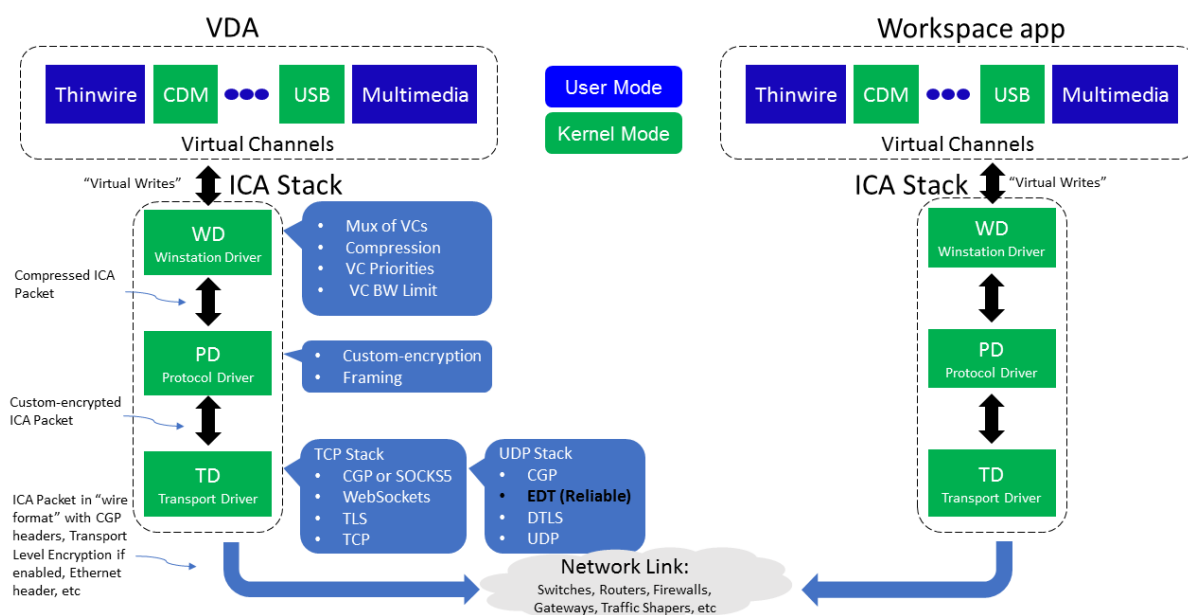 VDA
Thinwire
CDM
USB
Multimedia
Virtual Channels
User Mode
Kernel Mode
Workspace app
Thinwire
CDM
USB
Multimedia
Virtual Channels
“Virtual Writes”
ICA Stack
WD
Winstation Driver
• Mux of VCs
• Compression
• VC Priorities
• VC BW Limit
Compressed ICA
Packet
PD
Protocol Driver
• Custom-encryption
• Framing
Custom-encrypted
ICA Packet
TD
Transport Driver
TCP Stack
• CGP or SOCKS5
• WebSockets
• TLS
• TCP
UDP Stack
• CGP
• EDT (Reliable)
• DTLS
• UDP
ICA Packet in “wire
format” with CGP
headers, Transport
Level Encryption if
enabled, Ethernet
header, etc
Network Link:
Switches, Routers, Firewalls,
Gateways, Traffic Shapers, etc
ICA Stack
“Virtual Writes”
WD
Winstation Driver
PD
Protocol Driver
TD
Transport Driver